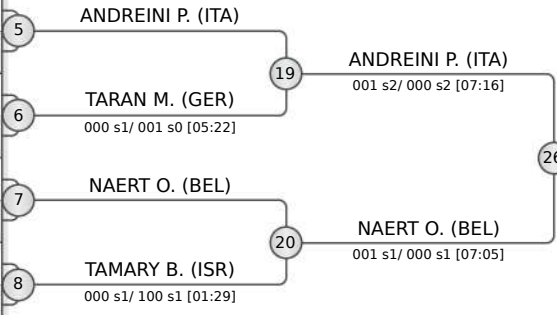 ANDREINI P. (ITA)
5
19
ANDREINI P. (ITA)
001 s2/ 000 s2 [07:16]
TARAN M. (GER)
6
000 s1/ 001 s0 [05:22]
26
NAERT O. (BEL)
7
20
NAERT O. (BEL)
001 s1/ 000 s1 [07:05]
TAMARY B. (ISR)
8
000 s1/ 100 s1 [01:29]